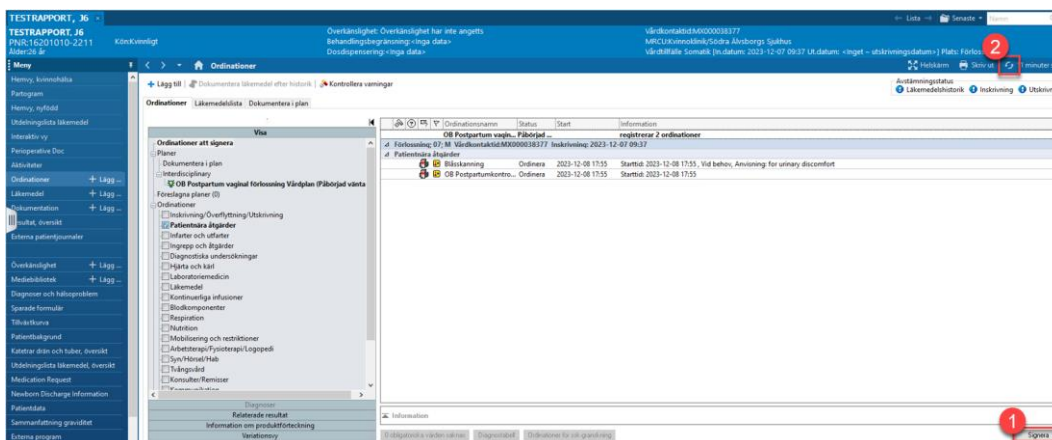 TESTRAPPORT, J6 ×
← Lista → Senaste Namn
TESTRAPPORT, J6
PNR:16201010-2211 Kön:Kvinnligt
Ålder:26 år
Överkänslighet: Överkänslighet har inte angetts
Behandlingsbegränsning:<Inga data>
Dosdispensering:<Inga data>
Vårdkontaktid:MX000038377
MRCU:Kvinnoklinik/Södra Älvsborgs Sjukhus
Vårdtillfälle Somatik [In.datum: 2023-12-07 09:37 Ut.datum: <Inget – utskrivningsdatum>] Plats: Förlos
2
Meny
Ordinationer
Helskärm Skriv ut 1 minuter
Hemvy, kvinnohälsa
Partogram
Hemvy, nyfödd
Utdelningslista läkemedel
Interaktiv vy
Perioperative Doc
Aktiviteter
Ordinationer + Lägg ...
Läkemedel + Lägg ...
Dokumentation + Lägg ...
Resultat, översikt
Externa patientjournaler
Överkänslighet + Lägg ...
Mediebibliotek + Lägg ...
Diagnoser och hälsoproblem
Sparade formulär
Tillväxtkurva
Patientbakgrund
Katetrar drän och tuber, översikt
Utdelningslista läkemedel, översikt
Medication Request
Newborn Discharge Information
Patientdata
Sammanfattning graviditet
Externa program
+ Lägg till Dokumentera läkemedel efter historik Kontrollera varningar
Avstämningsstatus
Läkemedelshistorik Inskrivning Utskriv
Ordinationer Läkemedelslista Dokumentera i plan
Visa
Ordinationer att signera
Planer
Dokumentera i plan
Interdisciplinary
OB Postpartum vaginal förlossning Vårdplan (Påbörjad vänta
Föreslagna planer (0)
Ordinationer
Inskrivning/Överflyttning/Utskrivning
Patientnära åtgärder
Infarter och utfarter
Ingrepp och åtgärder
Diagnostiska undersökningar
Hjärta och kärl
Laboratoriemedicin
Läkemedel
Kontinuerliga infusioner
Blodkomponenter
Respiration
Nutrition
Mobilisering och restriktioner
Arbetsterapi/Fysioterapi/Logopedi
Syn/Hörsel/Hab
Tvångsvård
Konsulter/Remisser
Kommunikation
Diagnoser
Relaterade resultat
Information om produktförteckning
Variationsvy
Ordinationsnamn Status Start Information
OB Postpartum vagin... Påbörjad ... registrerar 2 ordinationer
Förlossning; 07; M Vårdkontaktid:MX000038377 Inskrivning: 2023-12-07 09:37
Patientnära åtgärder
Blåsskanning Ordinera 2023-12-08 17:55 Starttid: 2023-12-08 17:55 , Vid behov, Anvisning: for urinary discomfort
OB Postpartumkontro... Ordinera 2023-12-08 17:55 Starttid: 2023-12-08 17:55
Information
0 obligatoriska värden saknas Diagnostabell Ordinationer för sik.granskning
1
Signera